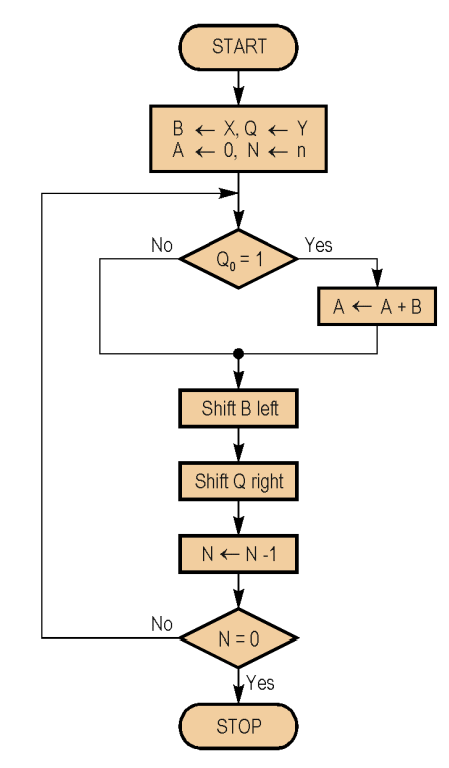 START
B ← X, Q ← Y
A ← 0, N ← n
No
Yes
Q₀ = 1
A ← A + B
Shift B left
Shift Q right
N ← N -1
No
N = 0
Yes
STOP